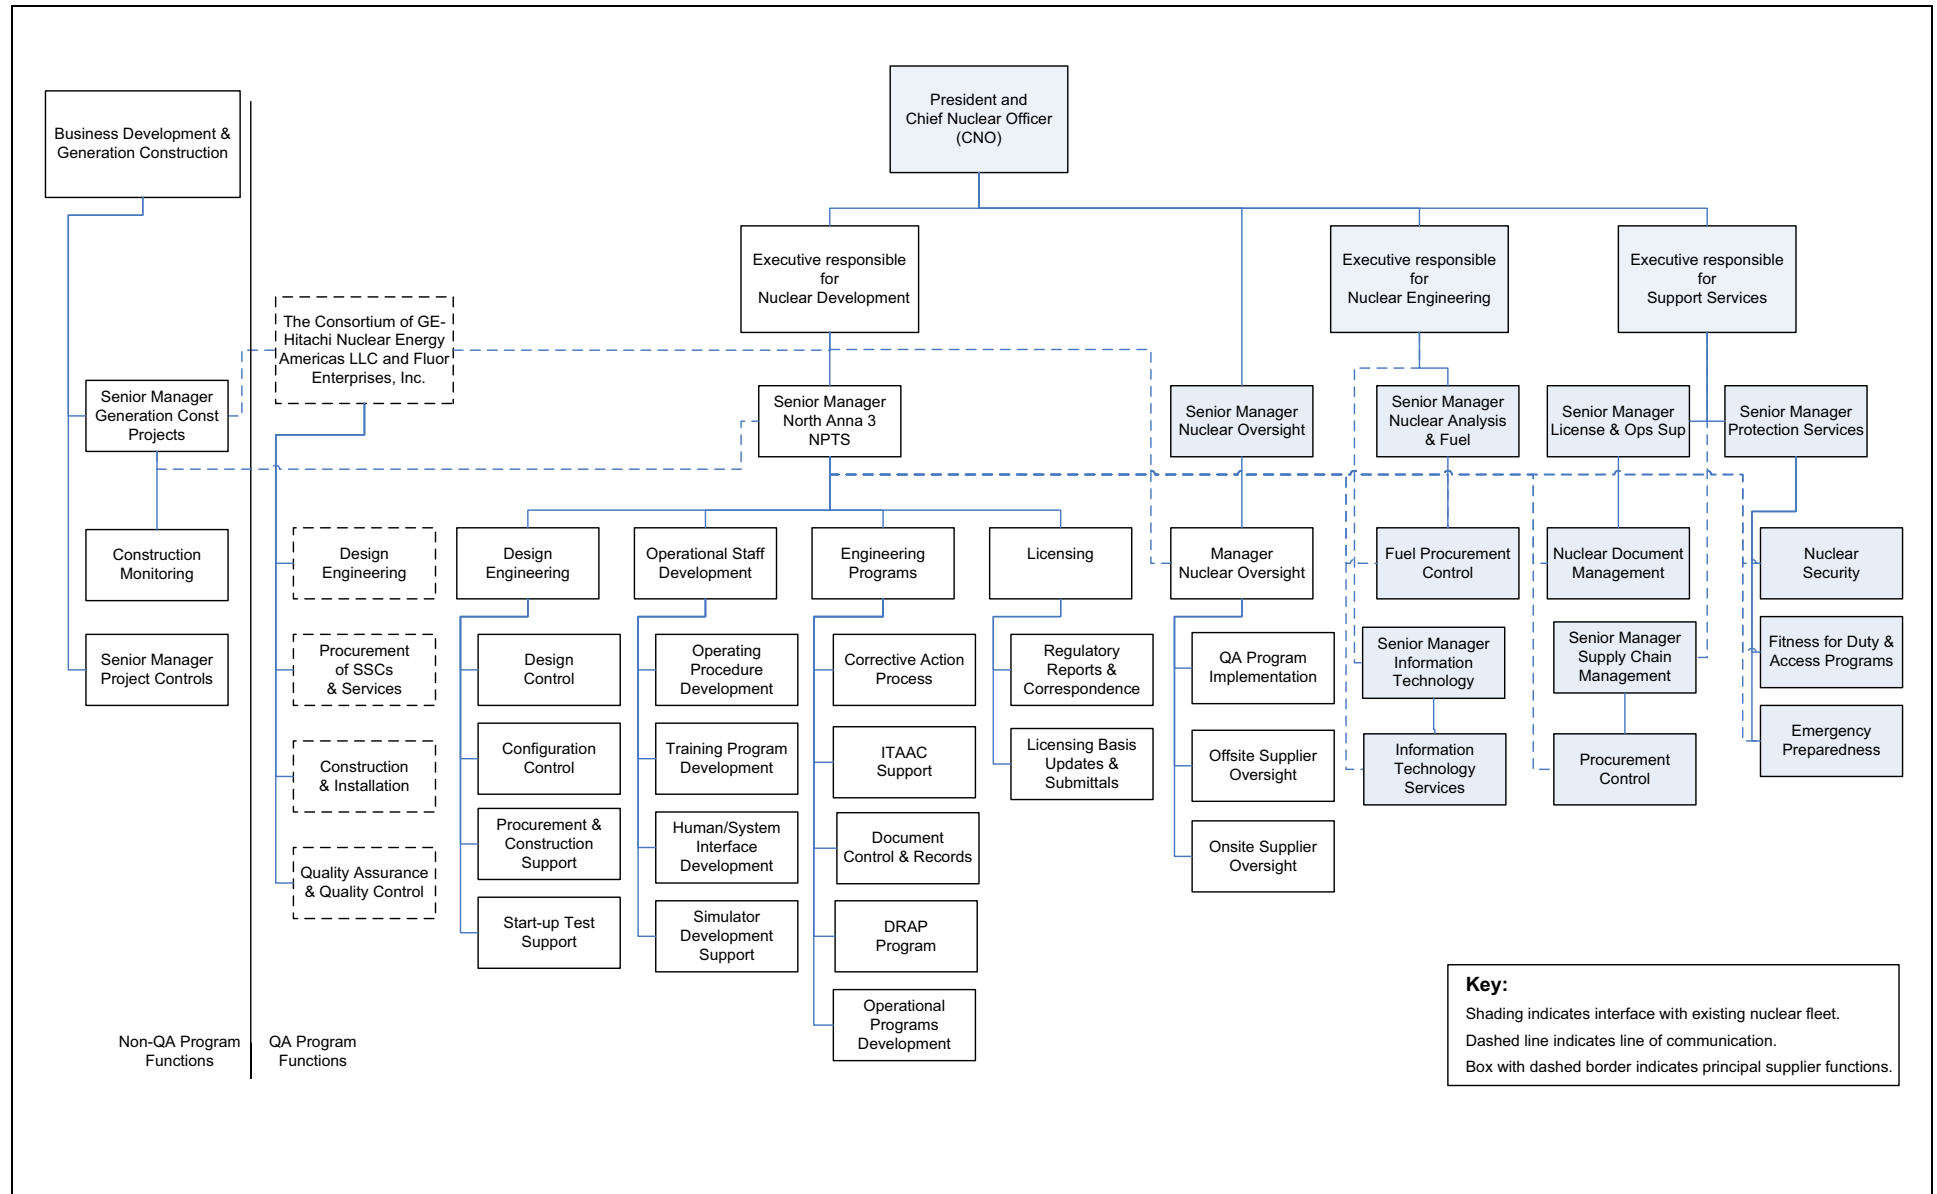 President and
Chief Nuclear Officer
(CNO)
Business Development &
Generation Construction
Executive responsible
for
Nuclear Development
Executive responsible
for
Nuclear Engineering
Executive responsible
for
Support Services
The Consortium of GE-
Hitachi Nuclear Energy
Americas LLC and Fluor
Enterprises, Inc.
Senior Manager
Generation Const
Projects
Senior Manager
North Anna 3
NPTS
Senior Manager
Nuclear Oversight
Senior Manager
Nuclear Analysis
& Fuel
Senior Manager
License & Ops Sup
Senior Manager
Protection Services
Construction
Monitoring
Design
Engineering
Design
Engineering
Operational Staff
Development
Engineering
Programs
Licensing
Manager
Nuclear Oversight
Fuel Procurement
Control
Nuclear Document
Management
Nuclear
Security
Senior Manager
Project Controls
Procurement
of SSCs
& Services
Design
Control
Operating
Procedure
Development
Corrective Action
Process
Regulatory
Reports &
Correspondence
QA Program
Implementation
Senior Manager
Information
Technology
Senior Manager
Supply Chain
Management
Fitness for Duty &
Access Programs
Construction
& Installation
Configuration
Control
Training Program
Development
ITAAC
Support
Licensing Basis
Updates &
Submittals
Offsite Supplier
Oversight
Information
Technology
Services
Procurement
Control
Emergency
Preparedness
Quality Assurance
& Quality Control
Procurement &
Construction
Support
Human/System
Interface
Development
Document
Control & Records
Onsite Supplier
Oversight
Start-up Test
Support
Simulator
Development
Support
DRAP
Program
Operational
Programs
Development
Non-QA Program
Functions
QA Program
Functions
Key:
Shading indicates interface with existing nuclear fleet.
Dashed line indicates line of communication.
Box with dashed border indicates principal supplier functions.